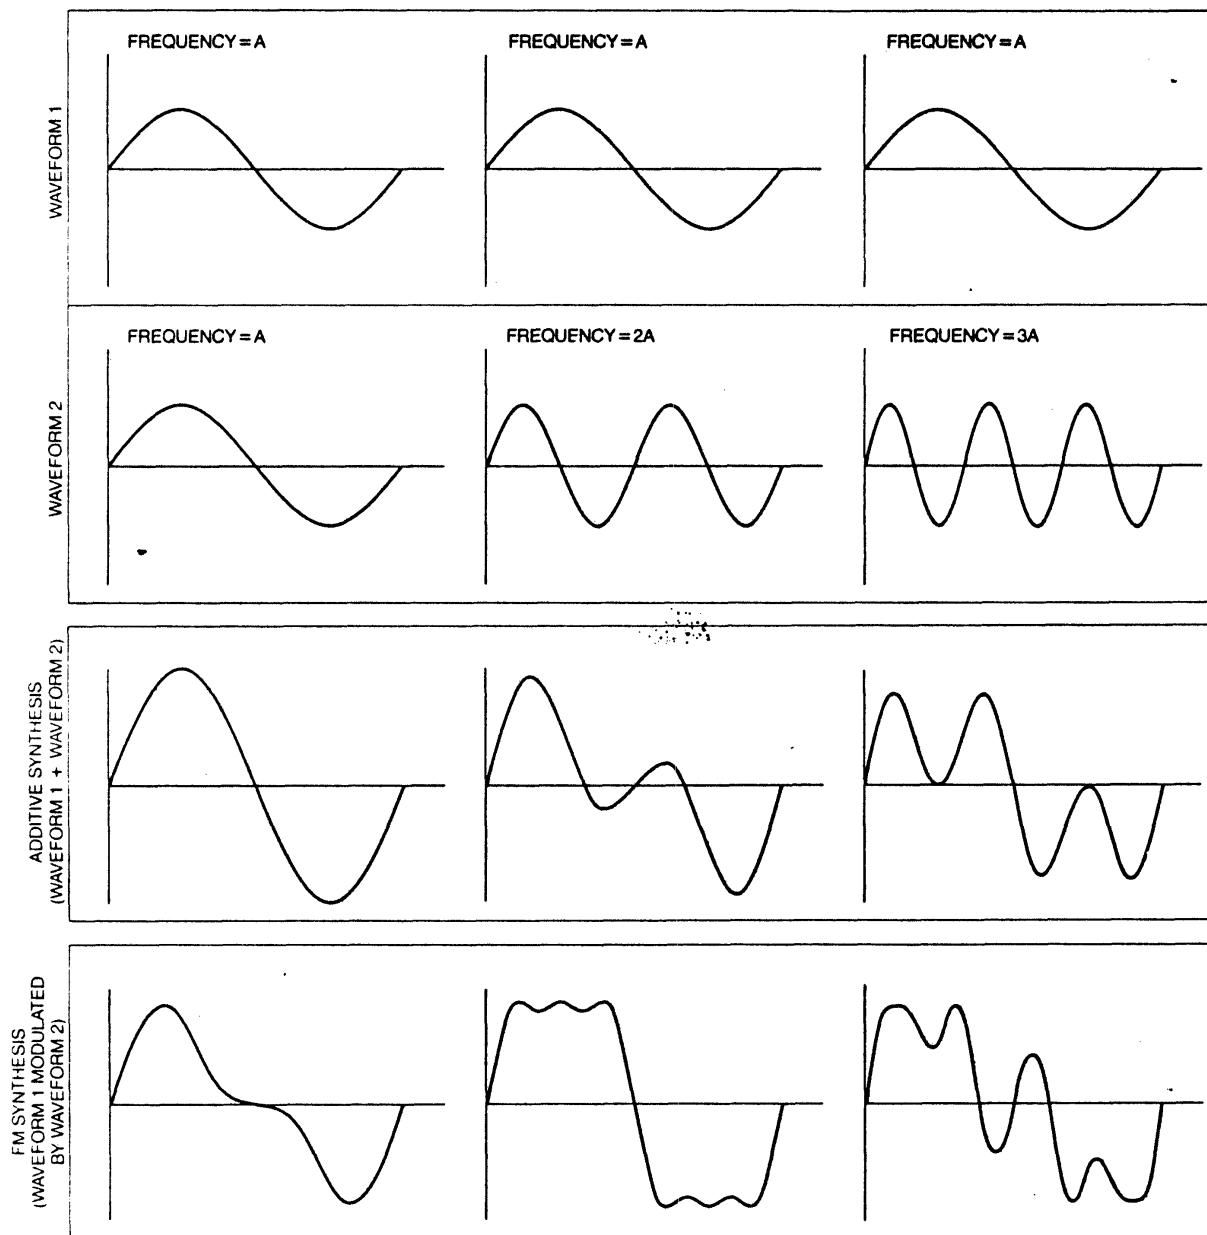 FREQUENCY=A
FREQUENCY=A
FREQUENCY=A
WAVEFORM 1
FREQUENCY=A
FREQUENCY=2A
FREQUENCY=3A
WAVEFORM 2
ADDITIVE SYNTHESIS
(WAVEFORM 1 + WAVEFORM 2)
FM SYNTHESIS
(WAVEFORM 1 MODULATED
BY WAVEFORM 2)